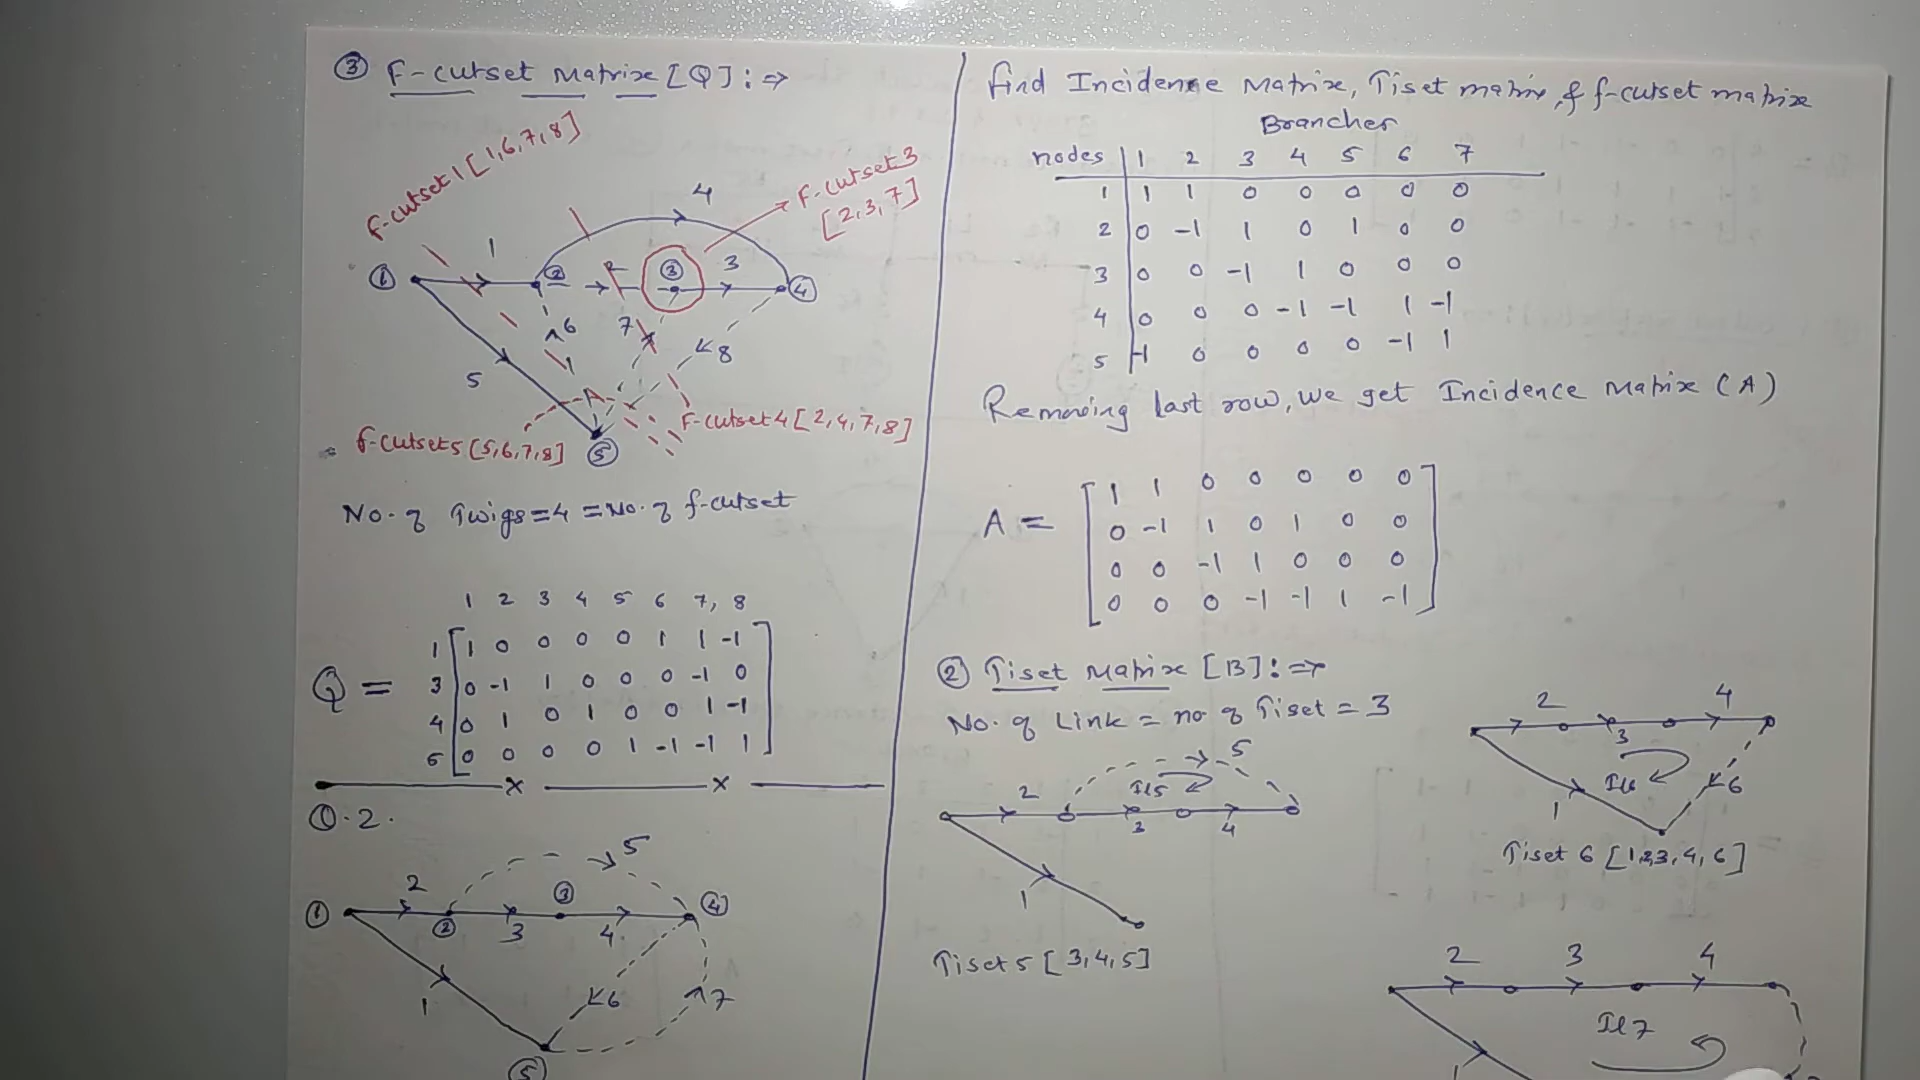 ③ F-cutset Matrix [Q] : ⇒
f-cutset 1 [1,6,7,8]
F-cutset 3
[2,3,7]
4
1
① ② 2 ③ 3 ④
6 7 8
5
F-cutset 4 [2,4,7,8]
f-cutset 5 [5,6,7,8] ⑤
No. of Twigs = 4 = No. of f-cutset
1 2 3 4 5 6 7, 8
1 1 0 0 0 0 1 1 -1
Q = 3 0 -1 1 0 0 0 -1 0
4 0 1 0 1 0 0 1 -1
5 0 0 0 0 1 -1 -1 1
x x
Q.2.
5
2 ③
① ② 3 4. ④
1 6 7
⑤
find Incidence Matrix, Tiset matrix, & f-cutset matrix
Branches
nodes 1 2 3 4 5 6 7
1 1 1 0 0 0 0 0
2 0 -1 1 0 1 0 0
3 0 0 -1 1 0 0 0
4 0 0 0 -1 -1 1 -1
5 -1 0 0 0 0 -1 1
Removing last row, we get Incidence Matrix (A)
1 1 0 0 0 0 0
A = 0 -1 1 0 1 0 0
0 0 -1 1 0 0 0
0 0 0 -1 -1 1 -1
② Tiset Matrix [B] : ⇒
No. of Link = no of Tiset = 3
5
2 Il5
3 4
1
Tiset 5 [3,4,5]
2 4
3
Il6 6
1
Tiset 6 [1,2,3,4,6]
2 3 4
Il7
1